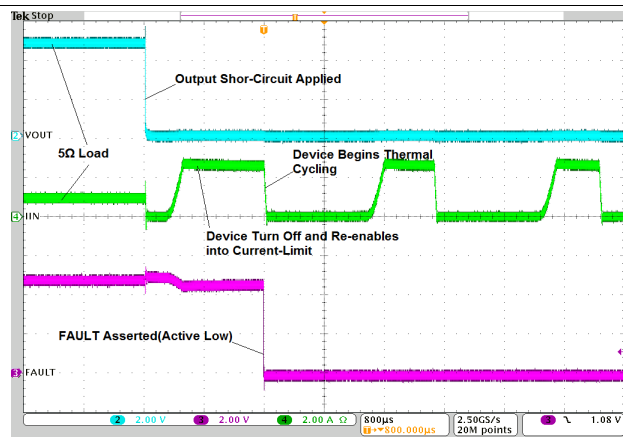 Tek Stop
T
T
Output Shor-Circuit Applied
2 VOUT
5Ω Load
Device Begins Thermal
Cycling
4 IIN
Device Turn Off and Re-enables
into Current-Limit
FAULT Asserted(Active Low)
3 FAULT
2 2.00 V 3 2.00 V 4 2.00 A Ω
800µs
T→▼800.000µs
2.50GS/s
20M points
3 1.08 V